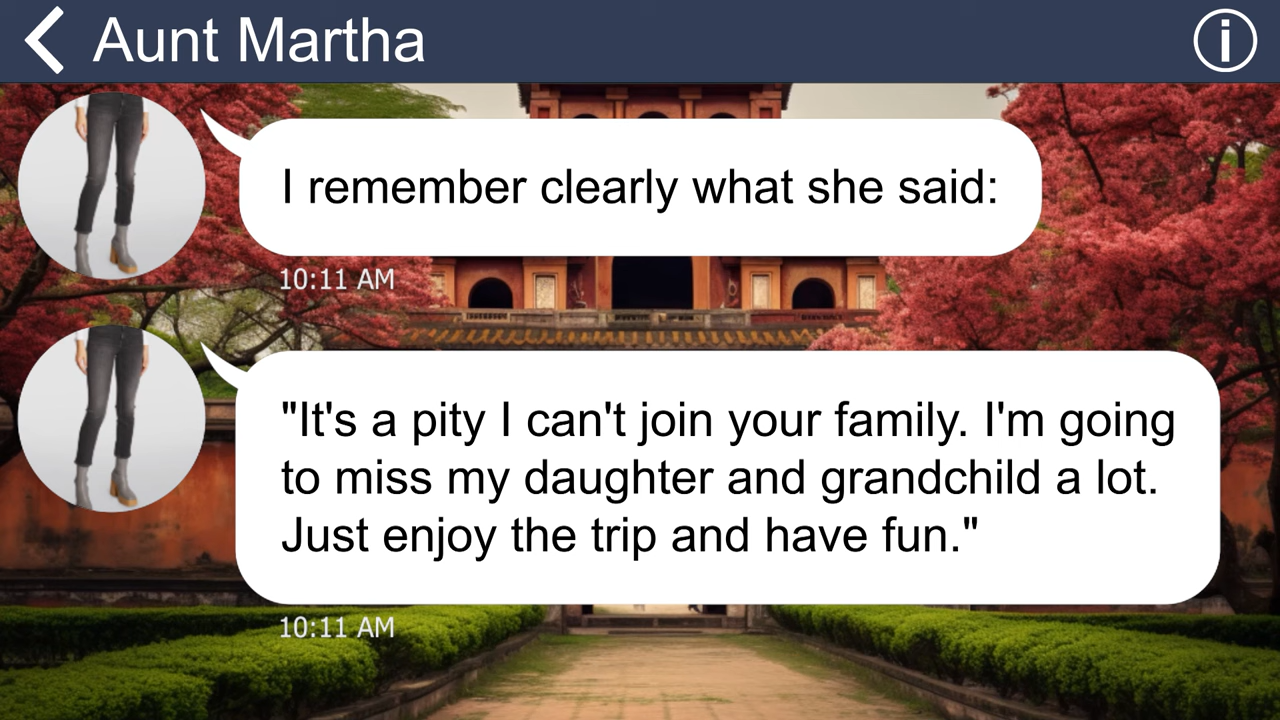 Aunt Martha
I remember clearly what she said:
10:11 AM
"It's a pity I can't join your family. I'm going
to miss my daughter and grandchild a lot.
Just enjoy the trip and have fun."
10:11 AM